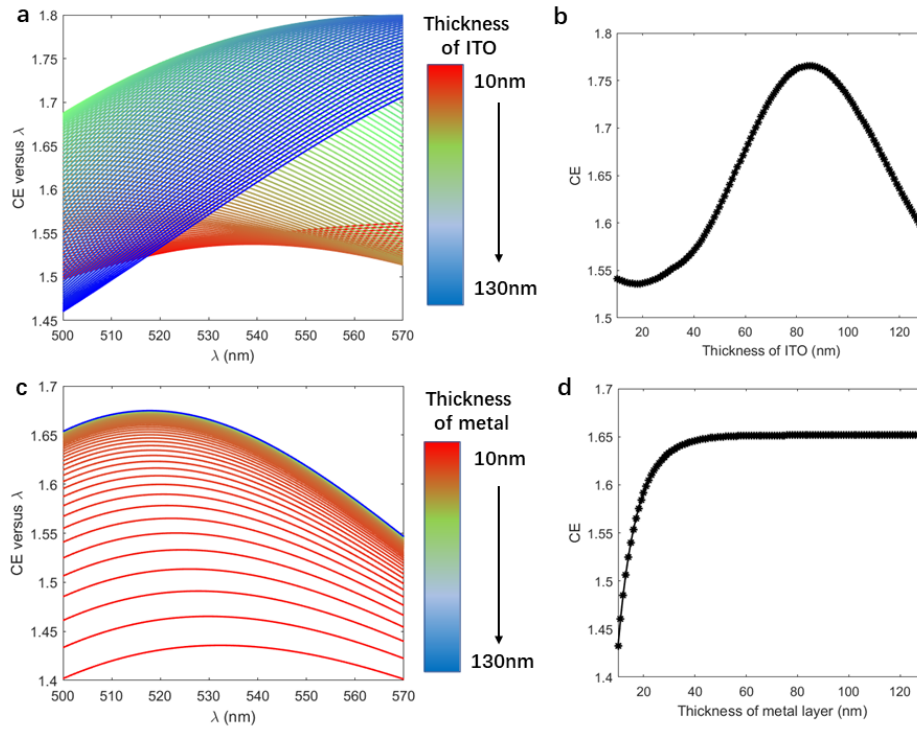 a
CE versus λ
1.8
1.75
1.7
1.65
1.6
1.55
1.5
1.45
500 510 520 530 540 550 560 570
λ (nm)
Thickness
of ITO
10nm
130nm
b
CE
1.8
1.75
1.7
1.65
1.6
1.55
1.5
20 40 60 80 100 120
Thickness of ITO (nm)
c
CE versus λ
1.7
1.65
1.6
1.55
1.5
1.45
1.4
500 510 520 530 540 550 560 570
λ (nm)
Thickness
of metal
10nm
130nm
d
CE
1.7
1.65
1.6
1.55
1.5
1.45
1.4
20 40 60 80 100 120
Thickness of metal layer (nm)